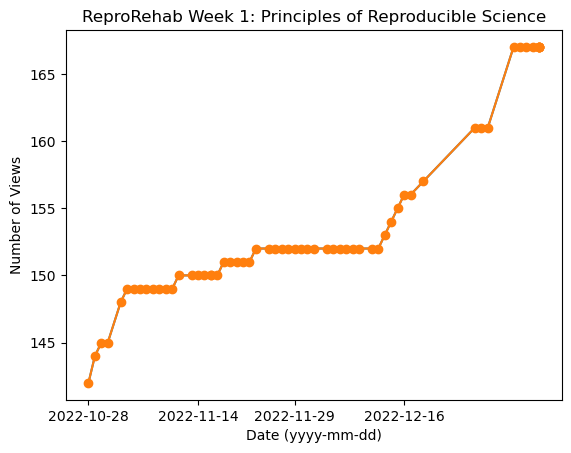 ReproRehab Week 1: Principles of Reproducible Science
Number of Views
165
160
155
150
145
2022-10-28 2022-11-14 2022-11-29 2022-12-16
Date (yyyy-mm-dd)